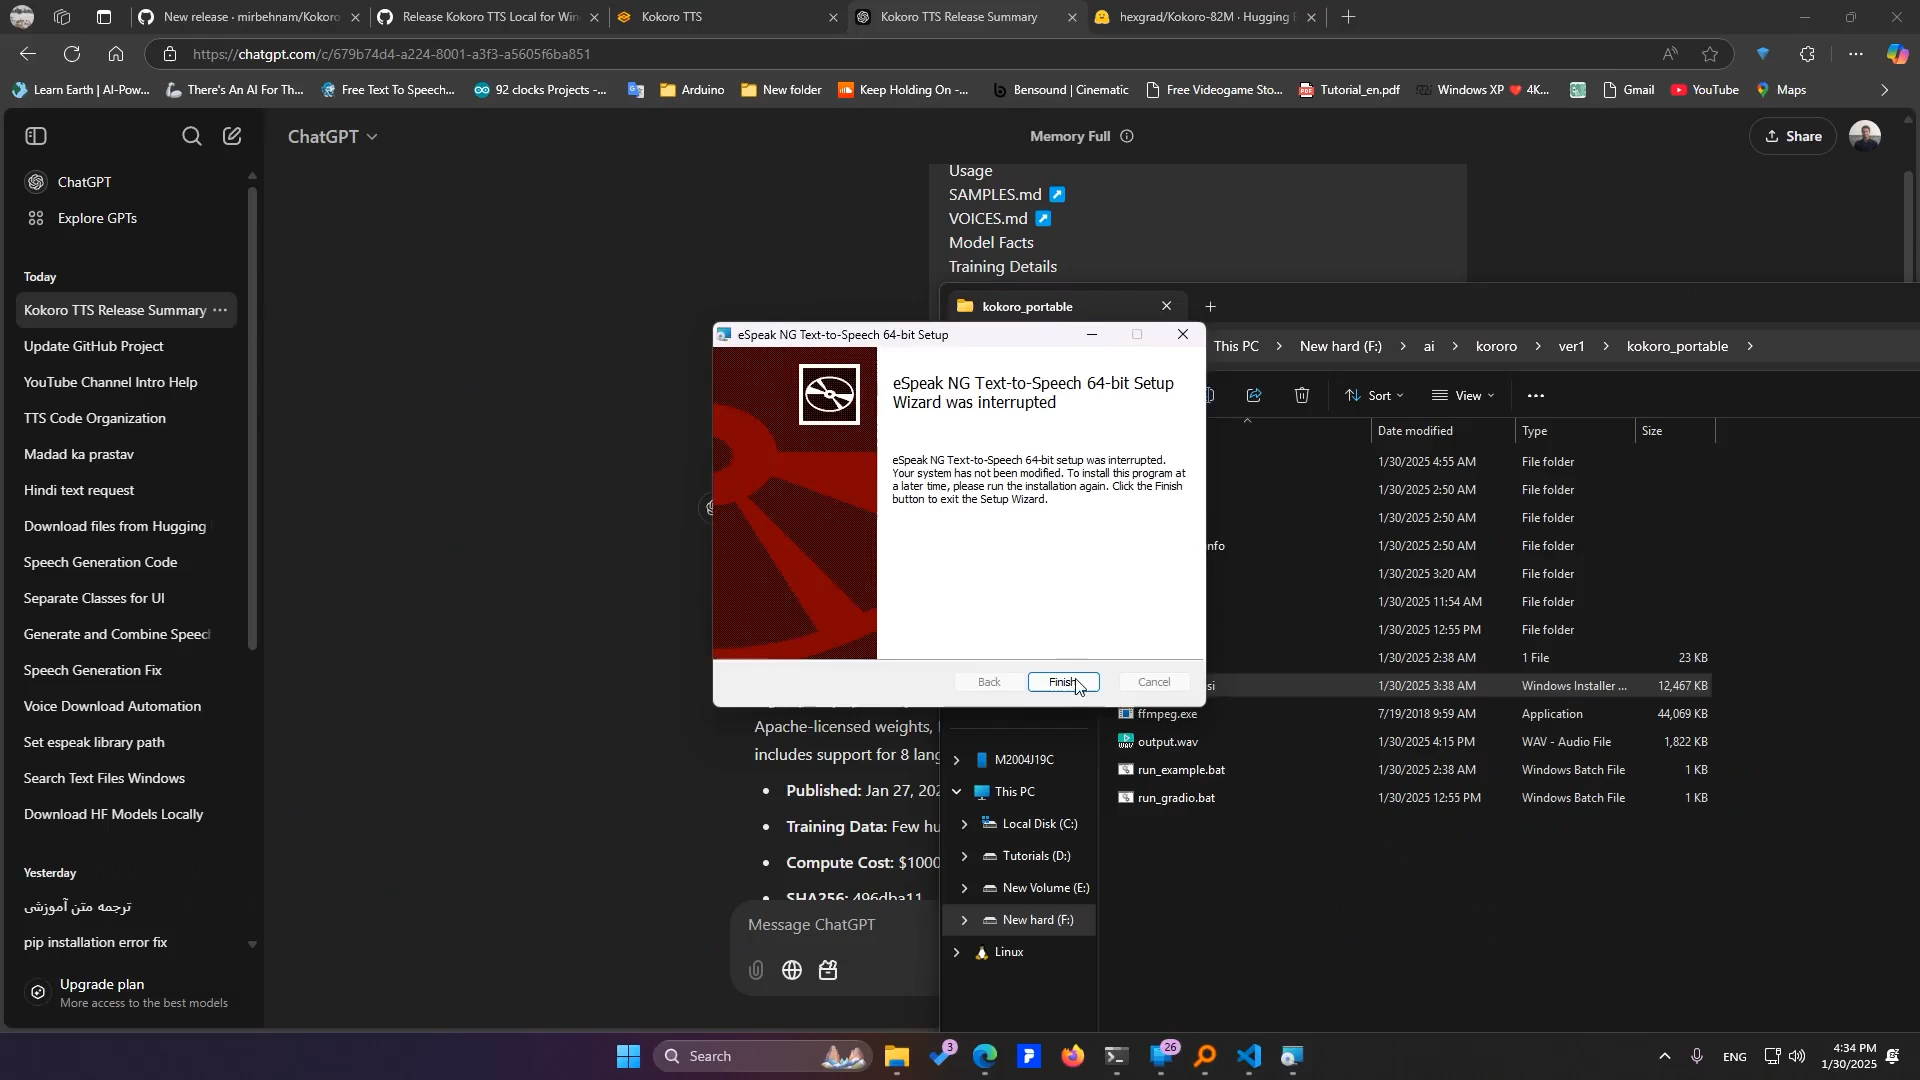 New release · mirbehnam/Kokoro
Release Kokoro TTS Local for Win
Kokoro TTS
Kokoro TTS Release Summary
hexgrad/Kokoro-82M · Hugging F
https://chatgpt.com/c/679b74d4-a224-8001-a3f3-a5605f6ba851
Learn Earth | AI-Pow...
There's An AI For Th...
Free Text To Speech...
92 clocks Projects -...
Arduino
New folder
Keep Holding On -...
Bensound | Cinematic
Free Videogame Sto...
Tutorial_en.pdf
Windows XP ❤ 4K...
Gmail
YouTube
Maps
ChatGPT
Memory Full
Share
ChatGPT
Explore GPTs
Today
Kokoro TTS Release Summary
Update GitHub Project
YouTube Channel Intro Help
TTS Code Organization
Madad ka prastav
Hindi text request
Download files from Hugging
Speech Generation Code
Separate Classes for UI
Generate and Combine Speech
Speech Generation Fix
Voice Download Automation
Set espeak library path
Search Text Files Windows
Download HF Models Locally
Yesterday
ترجمه متن آموزشی
pip installation error fix
Upgrade plan
More access to the best models
Usage
SAMPLES.md
VOICES.md
Model Facts
Training Details
Apache-licensed weights,
includes support for 8 lang
Published: Jan 27, 202
Training Data: Few hu
Compute Cost: $1000
SHA256: 496dba11
Message ChatGPT
kokoro_portable
This PC > New hard (F:) > ai > kororo > ver1 > kokoro_portable >
Sort
View
Date modified Type Size
1/30/2025 4:55 AM File folder
1/30/2025 2:50 AM File folder
1/30/2025 2:50 AM File folder
nfo 1/30/2025 2:50 AM File folder
1/30/2025 3:20 AM File folder
1/30/2025 11:54 AM File folder
1/30/2025 12:55 PM File folder
1/30/2025 2:38 AM 1 File 23 KB
si 1/30/2025 3:38 AM Windows Installer ... 12,467 KB
ffmpeg.exe 7/19/2018 9:59 AM Application 44,069 KB
output.wav 1/30/2025 4:15 PM WAV - Audio File 1,822 KB
run_example.bat 1/30/2025 2:38 AM Windows Batch File 1 KB
run_gradio.bat 1/30/2025 12:55 PM Windows Batch File 1 KB
M2004J19C
This PC
Local Disk (C:)
Tutorials (D:)
New Volume (E:)
New hard (F:)
Linux
eSpeak NG Text-to-Speech 64-bit Setup
eSpeak NG Text-to-Speech 64-bit Setup
Wizard was interrupted
eSpeak NG Text-to-Speech 64-bit setup was interrupted.
Your system has not been modified. To install this program at
a later time, please run the installation again. Click the Finish
button to exit the Setup Wizard.
Back
Finish
Cancel
Search
3
26
ENG
4:34 PM
1/30/2025